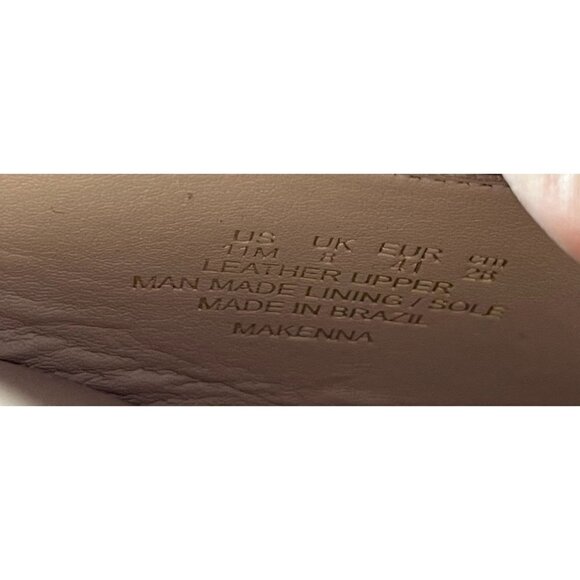 US UK EUR cm
11M 8 41 28
LEATHER UPPER
MAN MADE LINING / SOLE
MADE IN BRAZIL
MAKENNA